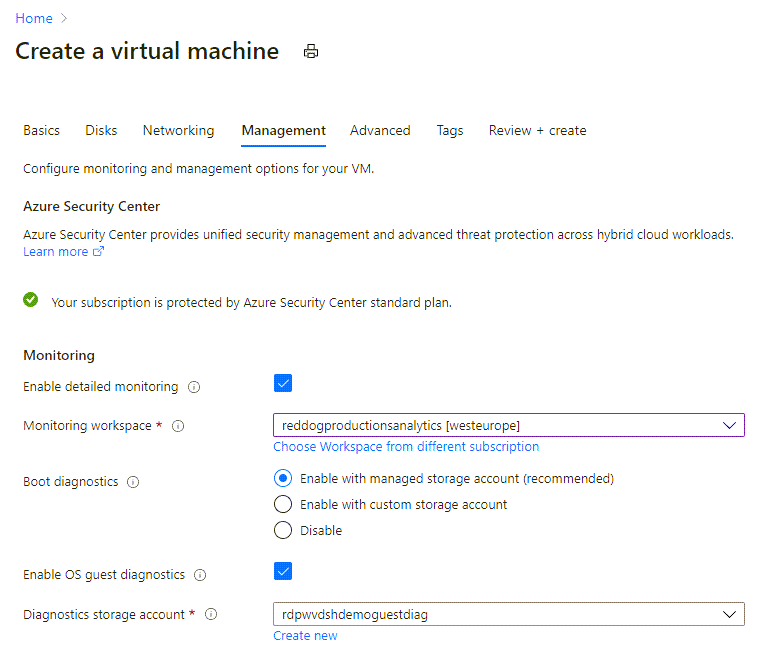 Home
Create a virtual machine
Basics Disks Networking Management Advanced Tags Review + create
Configure monitoring and management options for your VM.
Azure Security Center
Azure Security Center provides unified security management and advanced threat protection across hybrid cloud workloads.
Learn more
Your subscription is protected by Azure Security Center standard plan.
Monitoring
Enable detailed monitoring
Monitoring workspace * reddogproductionsanalytics [westeurope]
Choose Workspace from different subscription
Boot diagnostics Enable with managed storage account (recommended)
Enable with custom storage account
Disable
Enable OS guest diagnostics
Diagnostics storage account * rdpwvdshdemoguestdiag
Create new